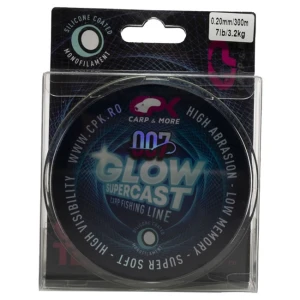 SILICONE COATED
MONOFILAMENT
0.20mm/300m
7lb/3.2kg
CPK
CARP & MORE
WWW.CPK.RO
007
GLOW
SUPERCAST
CARP FISHING LINE
HIGH ABRASION - LOW MEMORY - SUPER SOFT - HIGH VISIBILITY